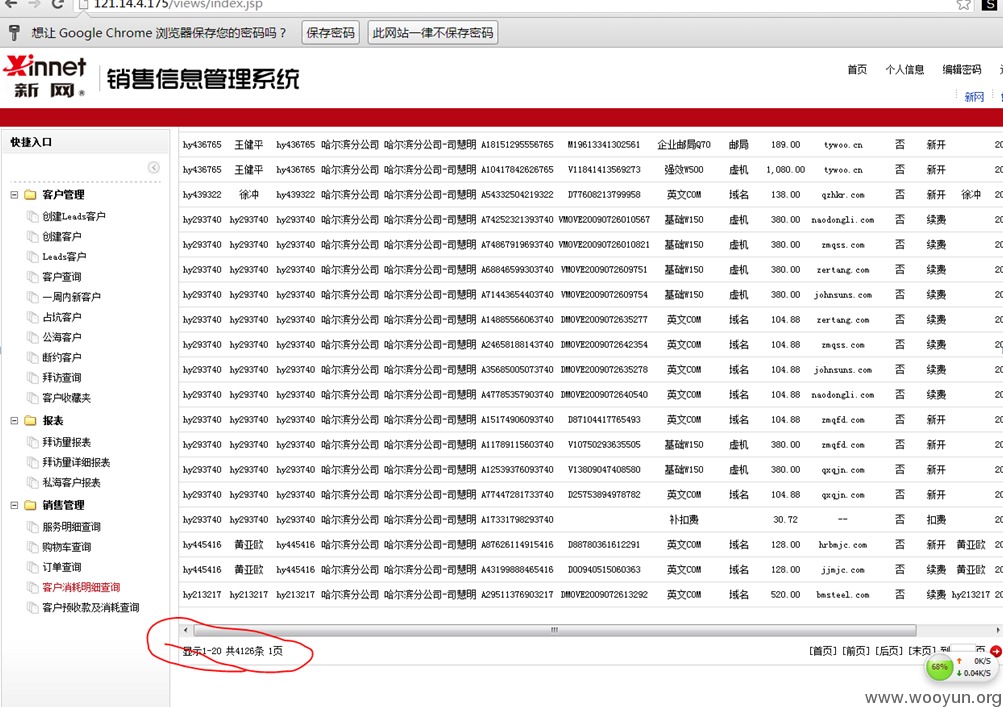 121.14.4.175/views/index.jsp
想让 Google Chrome 浏览器保存您的密码吗？ 保存密码 此网站一律不保存密码
Xinnet 新网® 销售信息管理系统
首页 个人信息 编辑密码
新网
快捷入口
客户管理
创建Leads客户
创建客户
Leads客户
客户查询
一周内新客户
占坑客户
公海客户
断约客户
拜访查询
客户收藏夹
报表
拜访量报表
拜访量详细报表
私海客户报表
销售管理
服务明细查询
购物车查询
订单查询
客户消耗明细查询
客户预收款及消耗查询
hy436765 王健平 hy436765 哈尔滨分公司 哈尔滨分公司-司慧明 A18151295556765 M19613341302561 企业邮局Q70 邮局 189.00 tywoo.cn 否 新开 20
hy436765 王健平 hy436765 哈尔滨分公司 哈尔滨分公司-司慧明 A10417842626765 V11841413569273 强效W500 虚机 1,080.00 tywoo.cn 否 新开 20
hy439322 徐冲 hy439322 哈尔滨分公司 哈尔滨分公司-司慧明 A54332504219322 D77608213799958 英文COM 域名 138.00 qzhkr.com 否 新开 徐冲 20
hy293740 hy293740 hy293740 哈尔滨分公司 哈尔滨分公司-司慧明 A74252321393740 VMOVE20090726010567 基础W150 虚机 380.00 naodongli.com 否 续费 20
hy293740 hy293740 hy293740 哈尔滨分公司 哈尔滨分公司-司慧明 A74867919693740 VMOVE20090726010821 基础W150 虚机 380.00 zmqss.com 否 续费 20
hy293740 hy293740 hy293740 哈尔滨分公司 哈尔滨分公司-司慧明 A68846599303740 VMOVE2009072609751 基础W150 虚机 380.00 zertang.com 否 续费 20
hy293740 hy293740 hy293740 哈尔滨分公司 哈尔滨分公司-司慧明 A71443654403740 VMOVE2009072609754 基础W150 虚机 380.00 johnsuns.com 否 续费 20
hy293740 hy293740 hy293740 哈尔滨分公司 哈尔滨分公司-司慧明 A14885566063740 DMOVE2009072635277 英文COM 域名 104.88 zertang.com 否 续费 20
hy293740 hy293740 hy293740 哈尔滨分公司 哈尔滨分公司-司慧明 A24658188143740 DMOVE2009072642354 英文COM 域名 104.88 zmqss.com 否 续费 20
hy293740 hy293740 hy293740 哈尔滨分公司 哈尔滨分公司-司慧明 A35685005073740 DMOVE2009072635278 英文COM 域名 104.88 johnsuns.com 否 续费 20
hy293740 hy293740 hy293740 哈尔滨分公司 哈尔滨分公司-司慧明 A47785357903740 DMOVE2009072640540 英文COM 域名 104.88 naodongli.com 否 续费 20
hy293740 hy293740 hy293740 哈尔滨分公司 哈尔滨分公司-司慧明 A15174906093740 D87104417765493 英文COM 域名 104.88 zmqfd.com 否 新开 20
hy293740 hy293740 hy293740 哈尔滨分公司 哈尔滨分公司-司慧明 A11789115603740 V10750293635505 基础W150 虚机 380.00 zmqfd.com 否 新开 20
hy293740 hy293740 hy293740 哈尔滨分公司 哈尔滨分公司-司慧明 A12539376093740 V13809047408580 基础W150 虚机 380.00 qxqjn.com 否 新开 20
hy293740 hy293740 hy293740 哈尔滨分公司 哈尔滨分公司-司慧明 A77447281733740 D25753894978782 英文COM 域名 104.88 qxqjn.com 否 新开 20
hy293740 hy293740 hy293740 哈尔滨分公司 哈尔滨分公司-司慧明 A17331798293740 补扣费 30.72 -- 否 扣费 20
hy445416 黄亚欧 hy445416 哈尔滨分公司 哈尔滨分公司-司慧明 A87626114915416 D88780361612291 英文COM 域名 128.00 hrbmjc.com 否 新开 黄亚欧 20
hy445416 黄亚欧 hy445416 哈尔滨分公司 哈尔滨分公司-司慧明 A43199888465416 D00940515060363 英文COM 域名 128.00 jjmjc.com 否 续费 黄亚欧 20
hy213217 hy213217 hy213217 哈尔滨分公司 哈尔滨分公司-司慧明 A29511376903217 DMOVE2009072613292 英文COM 域名 520.00 bmsteel.com 否 续费 hy213217 20
显示1-20 共4126条 1页 [首页] [前页] [后页] [末页] 到 页
68% 0K/S
0.04K/S
www.wooyun.org